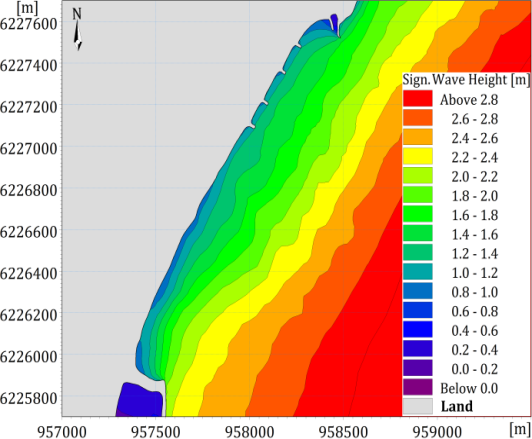 [m]
N
6227600
6227400
6227200
6227000
6226800
6226600
6226400
6226200
6226000
6225800
957000
957500
958000
958500
959000
[m]
Sign.Wave Height [m]
Above 2.8
2.6 - 2.8
2.4 - 2.6
2.2 - 2.4
2.0 - 2.2
1.8 - 2.0
1.6 - 1.8
1.4 - 1.6
1.2 - 1.4
1.0 - 1.2
0.8 - 1.0
0.6 - 0.8
0.4 - 0.6
0.2 - 0.4
0.0 - 0.2
Below 0.0
Land